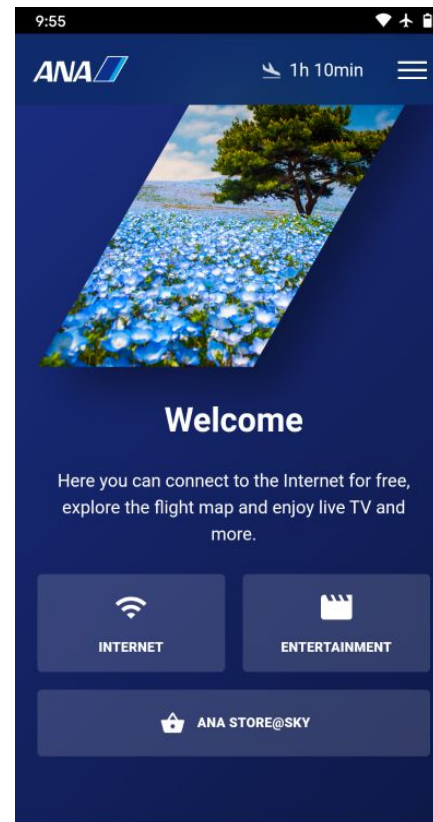 9:55
ANA
1h 10min
Welcome
Here you can connect to the Internet for free,
explore the flight map and enjoy live TV and
more.
INTERNET
ENTERTAINMENT
ANA STORE@SKY